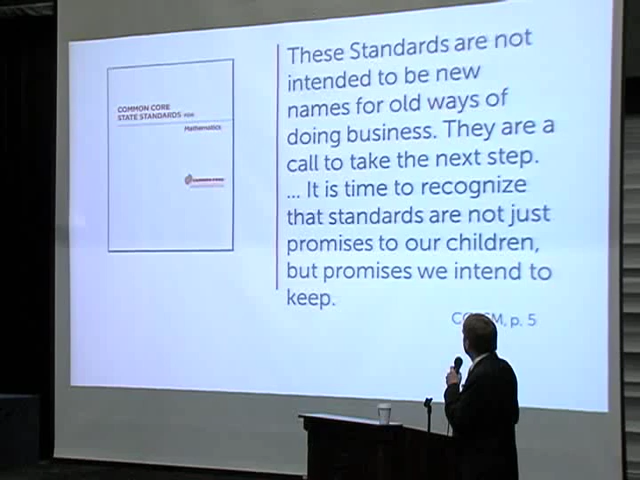 COMMON CORE
STATE STANDARDS FOR
Mathematics
These Standards are not
intended to be new
names for old ways of
doing business. They are a
call to take the next step.
... It is time to recognize
that standards are not just
promises to our children,
but promises we intend to
keep.
p. 5